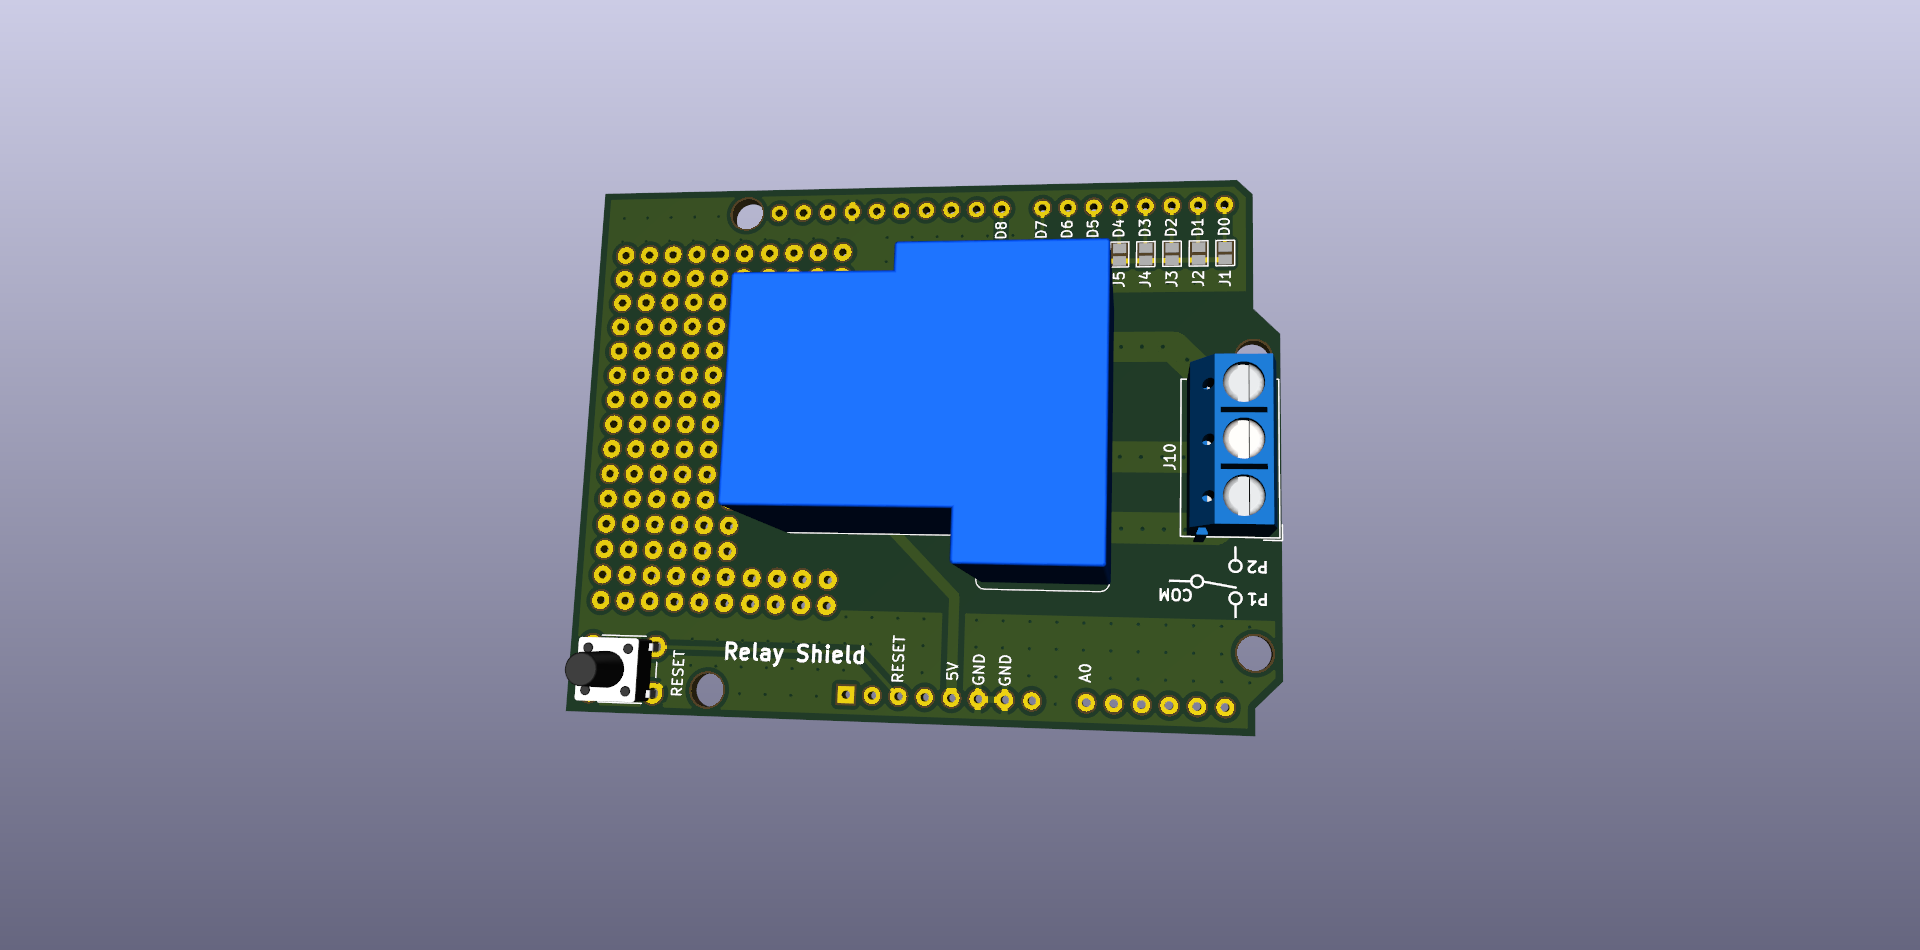 D8
D7
D6
D5
D4
D3
D2
D1
D0
J5
J4
J3
J2
J1
J10
P2
COM
P1
Relay Shield
RESET
RESET
5V
GND
GND
A0